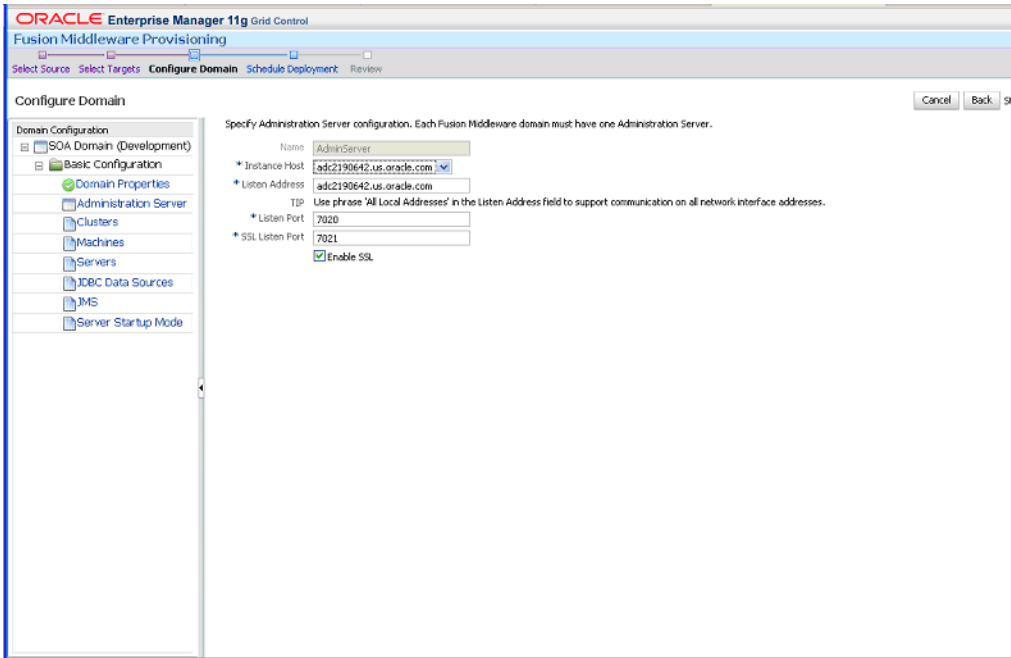 ORACLE Enterprise Manager 11g Grid Control
Fusion Middleware Provisioning
Select Source Select Targets Configure Domain Schedule Deployment Review
Configure Domain
Cancel Back
Domain Configuration
SOA Domain (Development)
Basic Configuration
Domain Properties
Administration Server
Clusters
Machines
Servers
JDBC Data Sources
JMS
Server Startup Mode
Specify Administration Server configuration. Each Fusion Middleware domain must have one Administration Server.
Name AdminServer
* Instance Host adc2190642.us.oracle.com
* Listen Address adc2190642.us.oracle.com
TIP Use phrase 'All Local Addresses' in the Listen Address field to support communication on all network interface addresses.
* Listen Port 7020
* SSL Listen Port 7021
Enable SSL